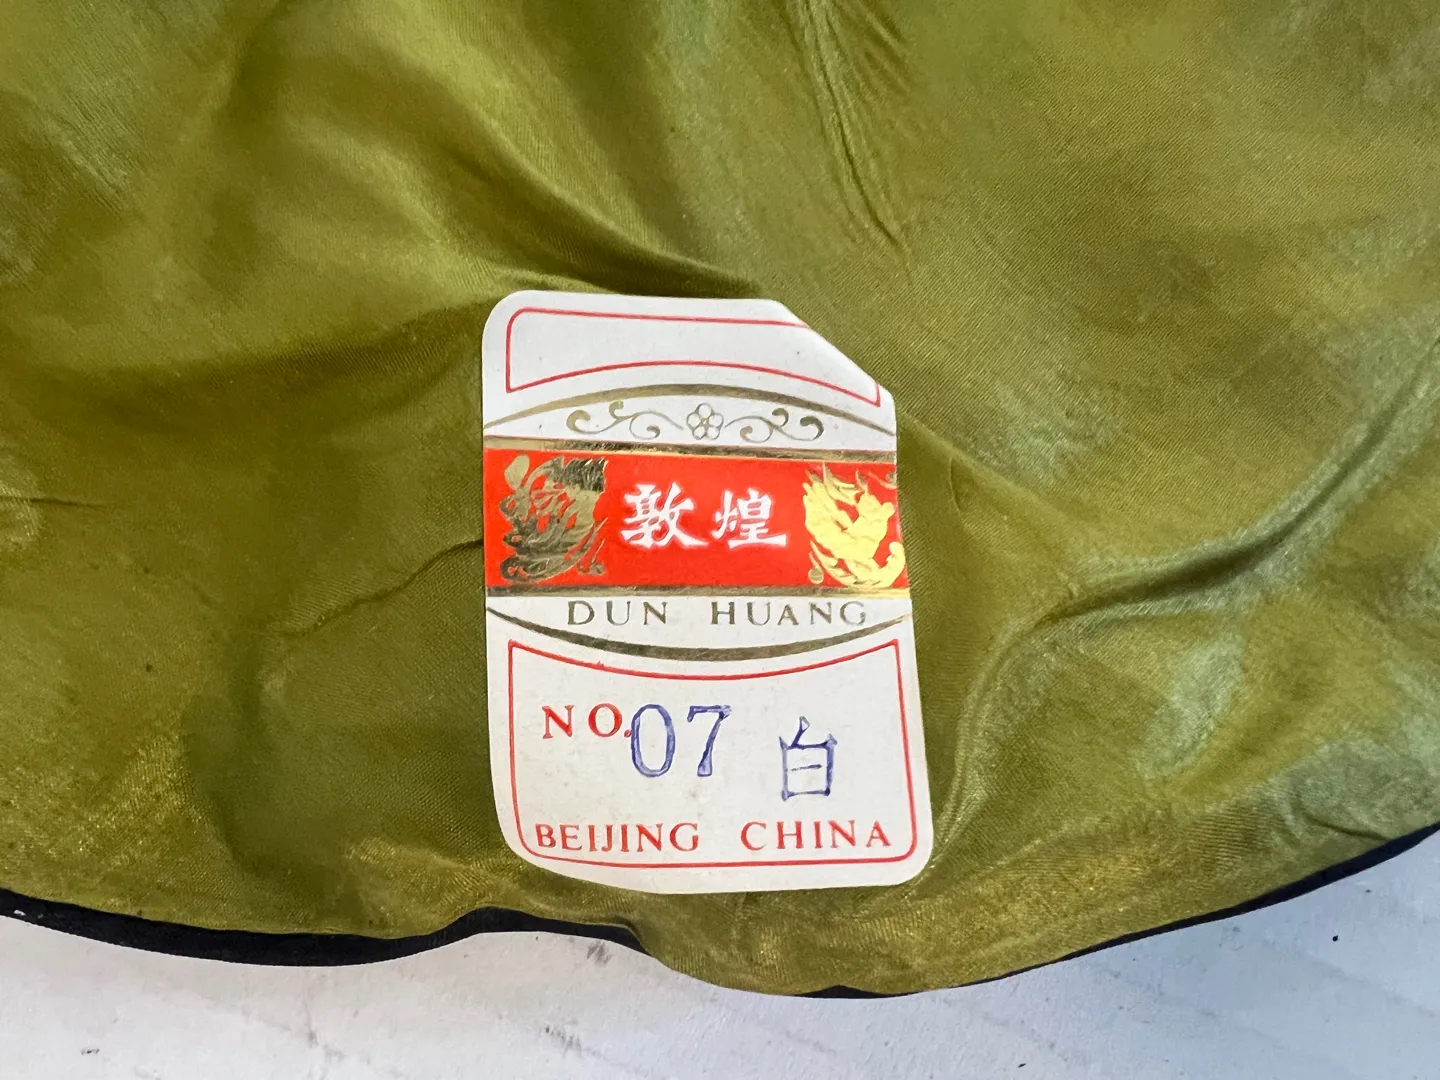 敦煌
DUN HUANG
NO.07 白
BEIJING CHINA